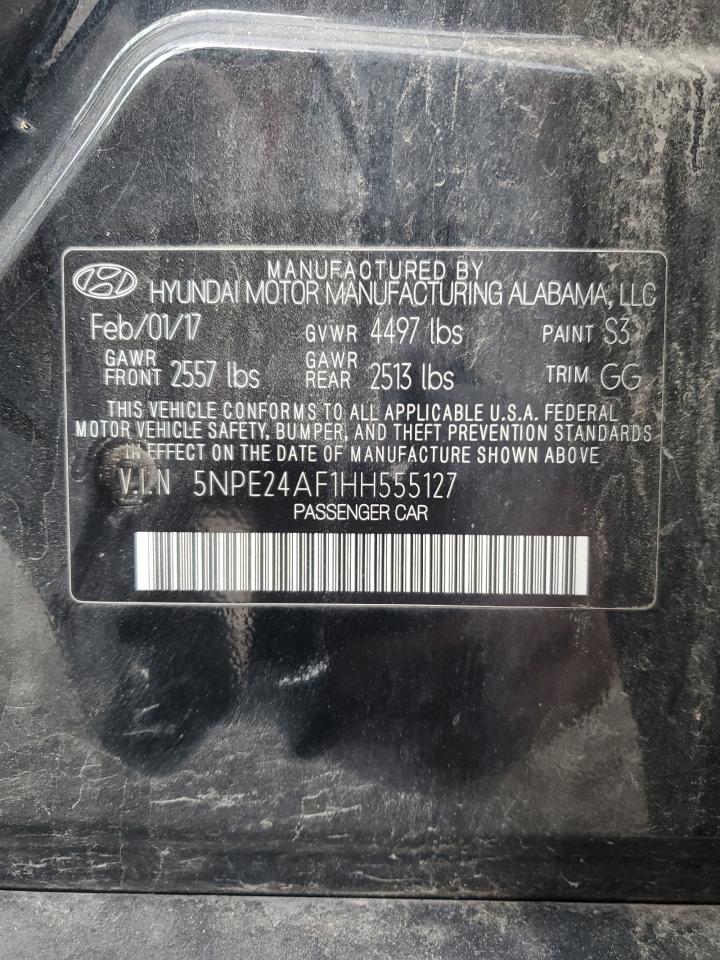 MANUFACTURED BY
HYUNDAI MOTOR MANUFACTURING ALABAMA, LLC
Feb/01/17 GVWR 4497 lbs PAINT S3
GAWR FRONT 2557 lbs GAWR REAR 2513 lbs TRIM GG
THIS VEHICLE CONFORMS TO ALL APPLICABLE U.S.A. FEDERAL
MOTOR VEHICLE SAFETY, BUMPER, AND THEFT PREVENTION STANDARDS
IN EFFECT ON THE DATE OF MANUFACTURE SHOWN ABOVE
V.I.N 5NPE24AF1HH555127
PASSENGER CAR